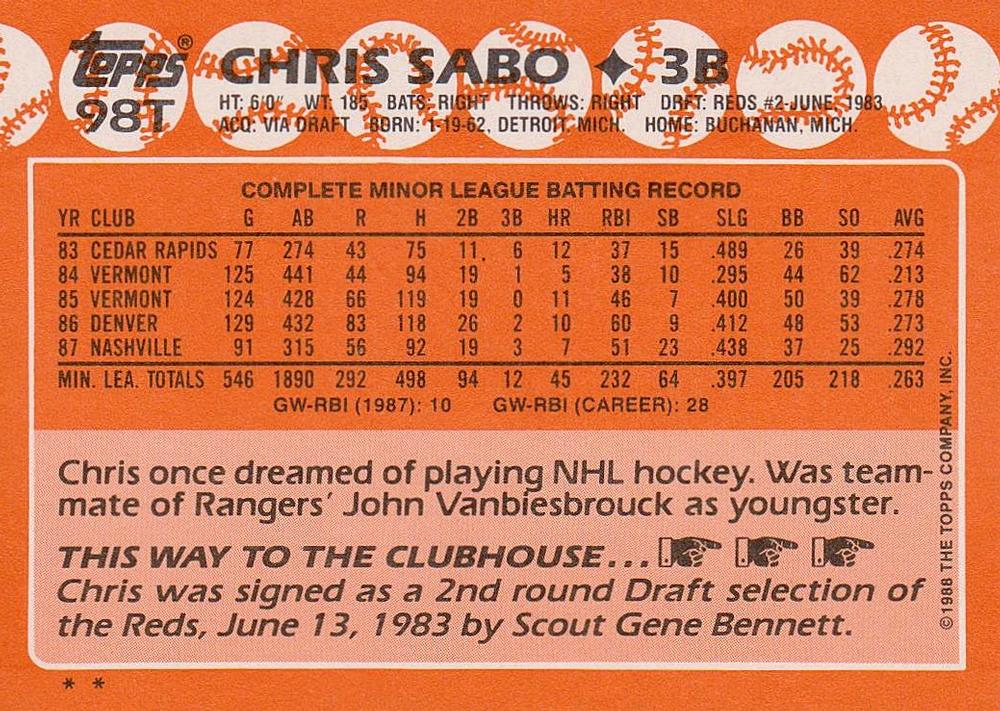 topps® CHRIS SABO ✦ 3B
98T HT: 6'0" WT: 185 BATS: RIGHT THROWS: RIGHT DRFT: REDS #2-JUNE, 1983
ACQ: VIA DRAFT BORN: 1-19-62, DETROIT, MICH. HOME: BUCHANAN, MICH.
COMPLETE MINOR LEAGUE BATTING RECORD
YR CLUB G AB R H 2B 3B HR RBI SB SLG BB SO AVG
83 CEDAR RAPIDS 77 274 43 75 11 6 12 37 15 .489 26 39 .274
84 VERMONT 125 441 44 94 19 1 5 38 10 .295 44 62 .213
85 VERMONT 124 428 66 119 19 0 11 46 7 .400 50 39 .278
86 DENVER 129 432 83 118 26 2 10 60 9 .412 48 53 .273
87 NASHVILLE 91 315 56 92 19 3 7 51 23 .438 37 25 .292
MIN. LEA. TOTALS 546 1890 292 498 94 12 45 232 64 .397 205 218 .263
GW-RBI (1987): 10 GW-RBI (CAREER): 28
Chris once dreamed of playing NHL hockey. Was team-
mate of Rangers' John Vanbiesbrouck as youngster.
THIS WAY TO THE CLUBHOUSE...
Chris was signed as a 2nd round Draft selection of
the Reds, June 13, 1983 by Scout Gene Bennett.
©1988 THE TOPPS COMPANY, INC.
* *